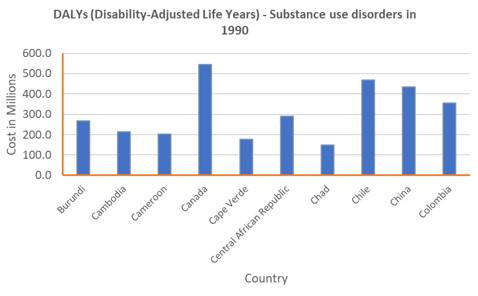 DALYs (Disability-Adjusted Life Years) - Substance use disorders in
1990
Cost in Millions
600.0
500.0
400.0
300.0
200.0
100.0
0.0
Burundi
Cambodia
Cameroon
Canada
Cape Verde
Central African Republic
Chad
Chile
China
Colombia
Country